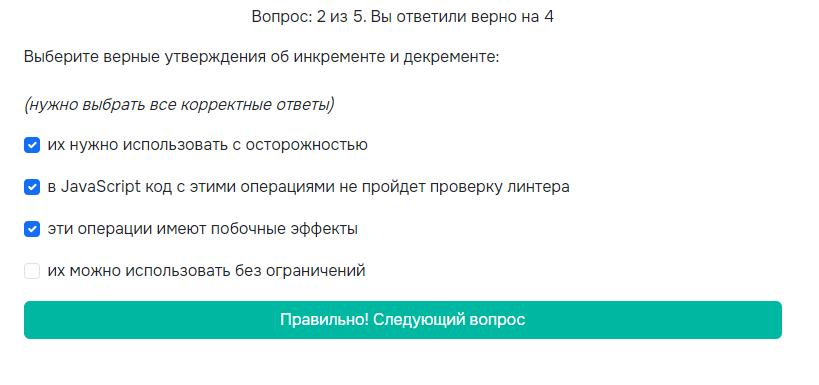 Вопрос: 2 из 5. Вы ответили верно на 4
Выберите верные утверждения об инкременте и декременте:
(нужно выбрать все корректные ответы)
их нужно использовать с осторожностью
в JavaScript код с этими операциями не пройдет проверку линтера
эти операции имеют побочные эффекты
их можно использовать без ограничений
Правильно! Следующий вопрос